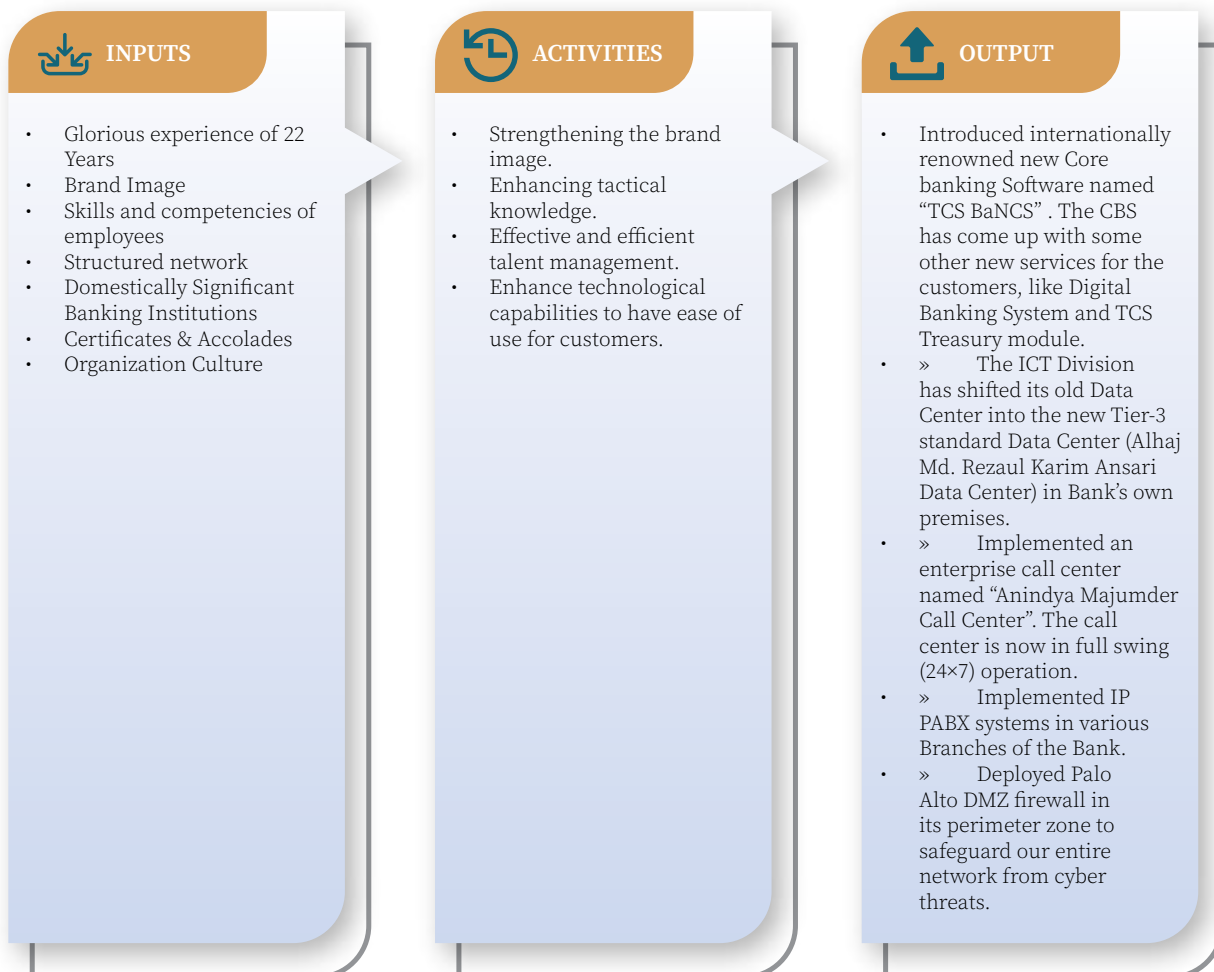 INPUTS
• Glorious experience of 22
Years
• Brand Image
• Skills and competencies of
employees
• Structured network
• Domestically Significant
Banking Institutions
• Certificates & Accolades
• Organization Culture
ACTIVITIES
• Strengthening the brand
image.
• Enhancing tactical
knowledge.
• Effective and efficient
talent management.
• Enhance technological
capabilities to have ease of
use for customers.
OUTPUT
• Introduced internationally
renowned new Core
banking Software named
“TCS BaNCS” . The CBS
has come up with some
other new services for the
customers, like Digital
Banking System and TCS
Treasury module.
• » The ICT Division
has shifted its old Data
Center into the new Tier-3
standard Data Center (Alhaj
Md. Rezaul Karim Ansari
Data Center) in Bank’s own
premises.
• » Implemented an
enterprise call center
named “Anindya Majumder
Call Center”. The call
center is now in full swing
(24×7) operation.
• » Implemented IP
PABX systems in various
Branches of the Bank.
• » Deployed Palo
Alto DMZ firewall in
its perimeter zone to
safeguard our entire
network from cyber
threats.